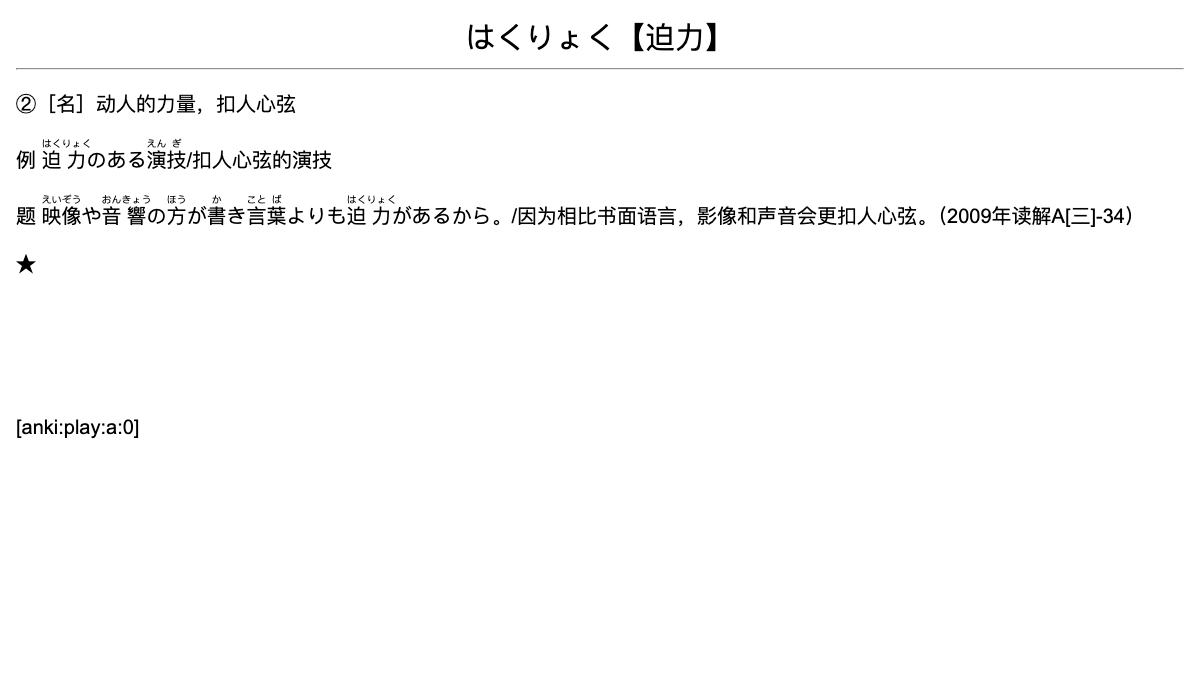 はくりょく【迫力】
②［名］动人的力量，扣人心弦
はくりょく えんぎ
例 迫力のある演技/扣人心弦的演技
えいぞう おんきょう ほう か ことば はくりょく
题 映像や音響の方が書き言葉よりも迫力があるから。/因为相比书面语言，影像和声音会更扣人心弦。（2009年读解A[三]-34）
★
[anki:play:a:0]